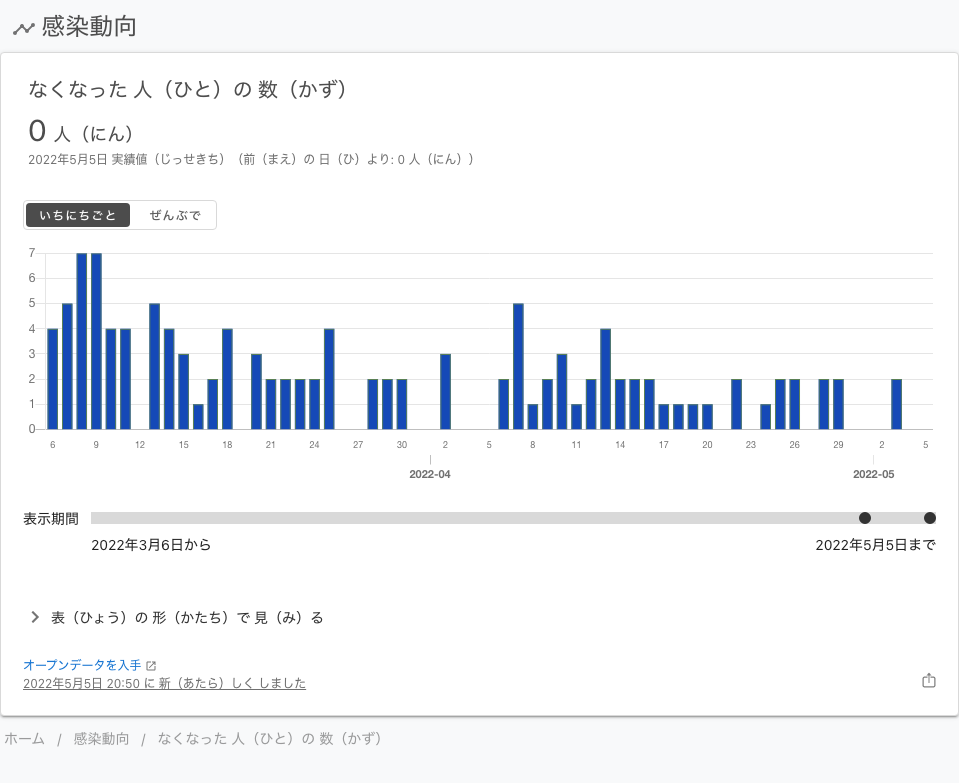 感染動向
なくなった 人（ひと）の 数（かず）
0 人（にん）
2022年5月5日 実績値（じっせきち）（前（まえ）の 日（ひ）より: 0 人（にん））
いちにちごと ぜんぶで
7
6
5
4
3
2
1
0
6 9 12 15 18 21 24 27 30 2 5 8 11 14 17 20 23 26 29 2 5
2022-04 2022-05
表示期間
2022年3月6日から 2022年5月5日まで
表（ひょう）の 形（かたち）で 見（み）る
オープンデータを入手
2022年5月5日 20:50 に 新（あたら）しく しました
ホーム / 感染動向 / なくなった 人（ひと）の 数（かず）